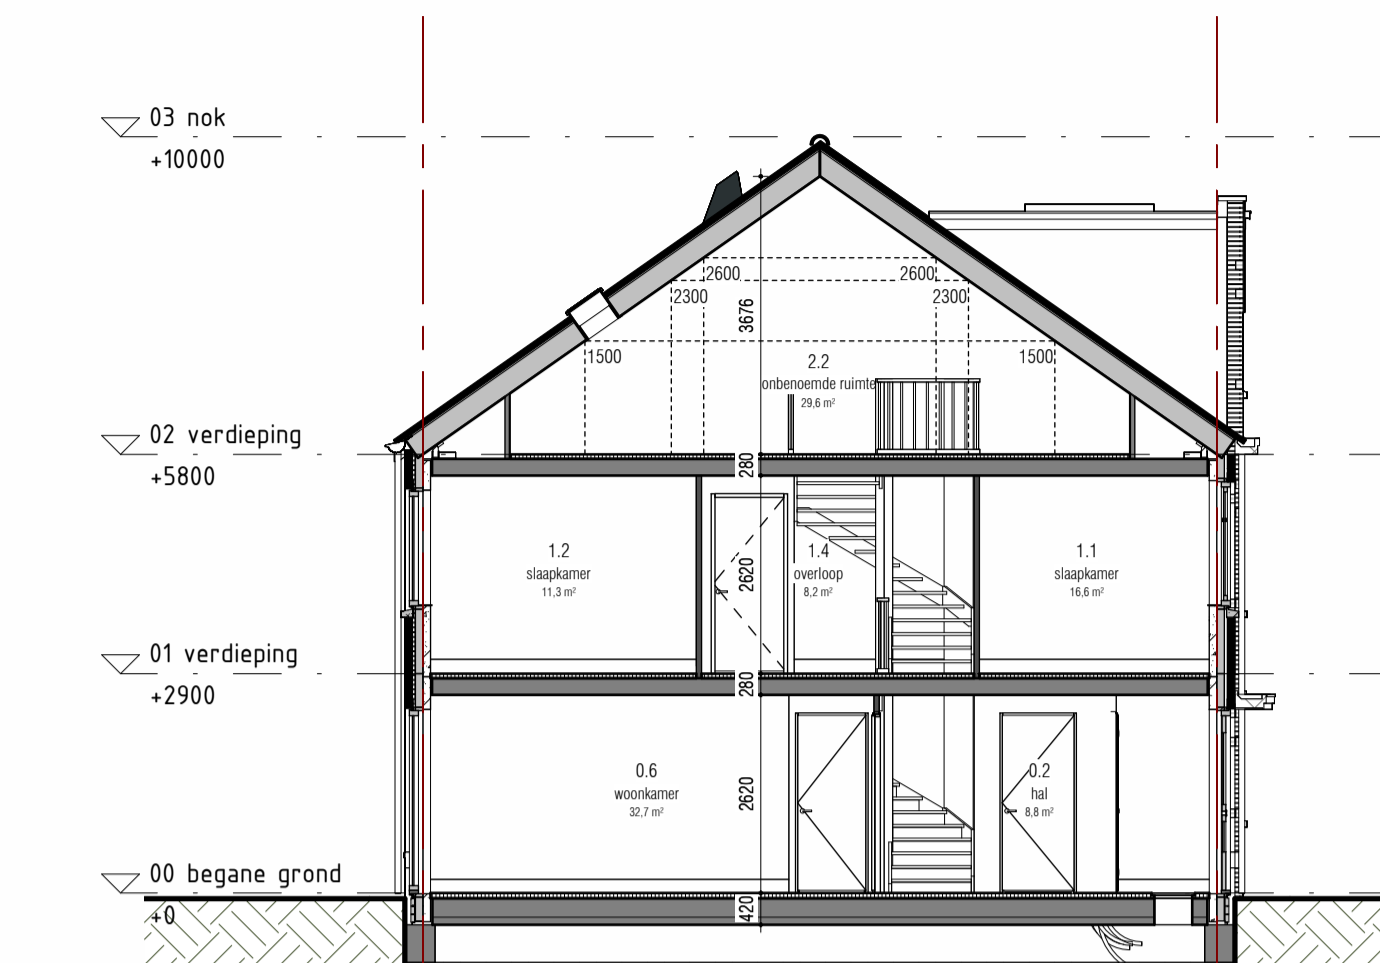 03 nok
+10000
2600
2600
2300
2300
3676
1500
1500
2.2
onbenoemde ruimte
29,6 m²
02 verdieping
+5800
280
1.2
slaapkamer
11,3 m²
2620
1.4
overloop
8,2 m²
1.1
slaapkamer
16,6 m²
01 verdieping
+2900
280
0.6
woonkamer
32,7 m²
2620
0.2
hal
8,8 m²
00 begane grond
+0
420